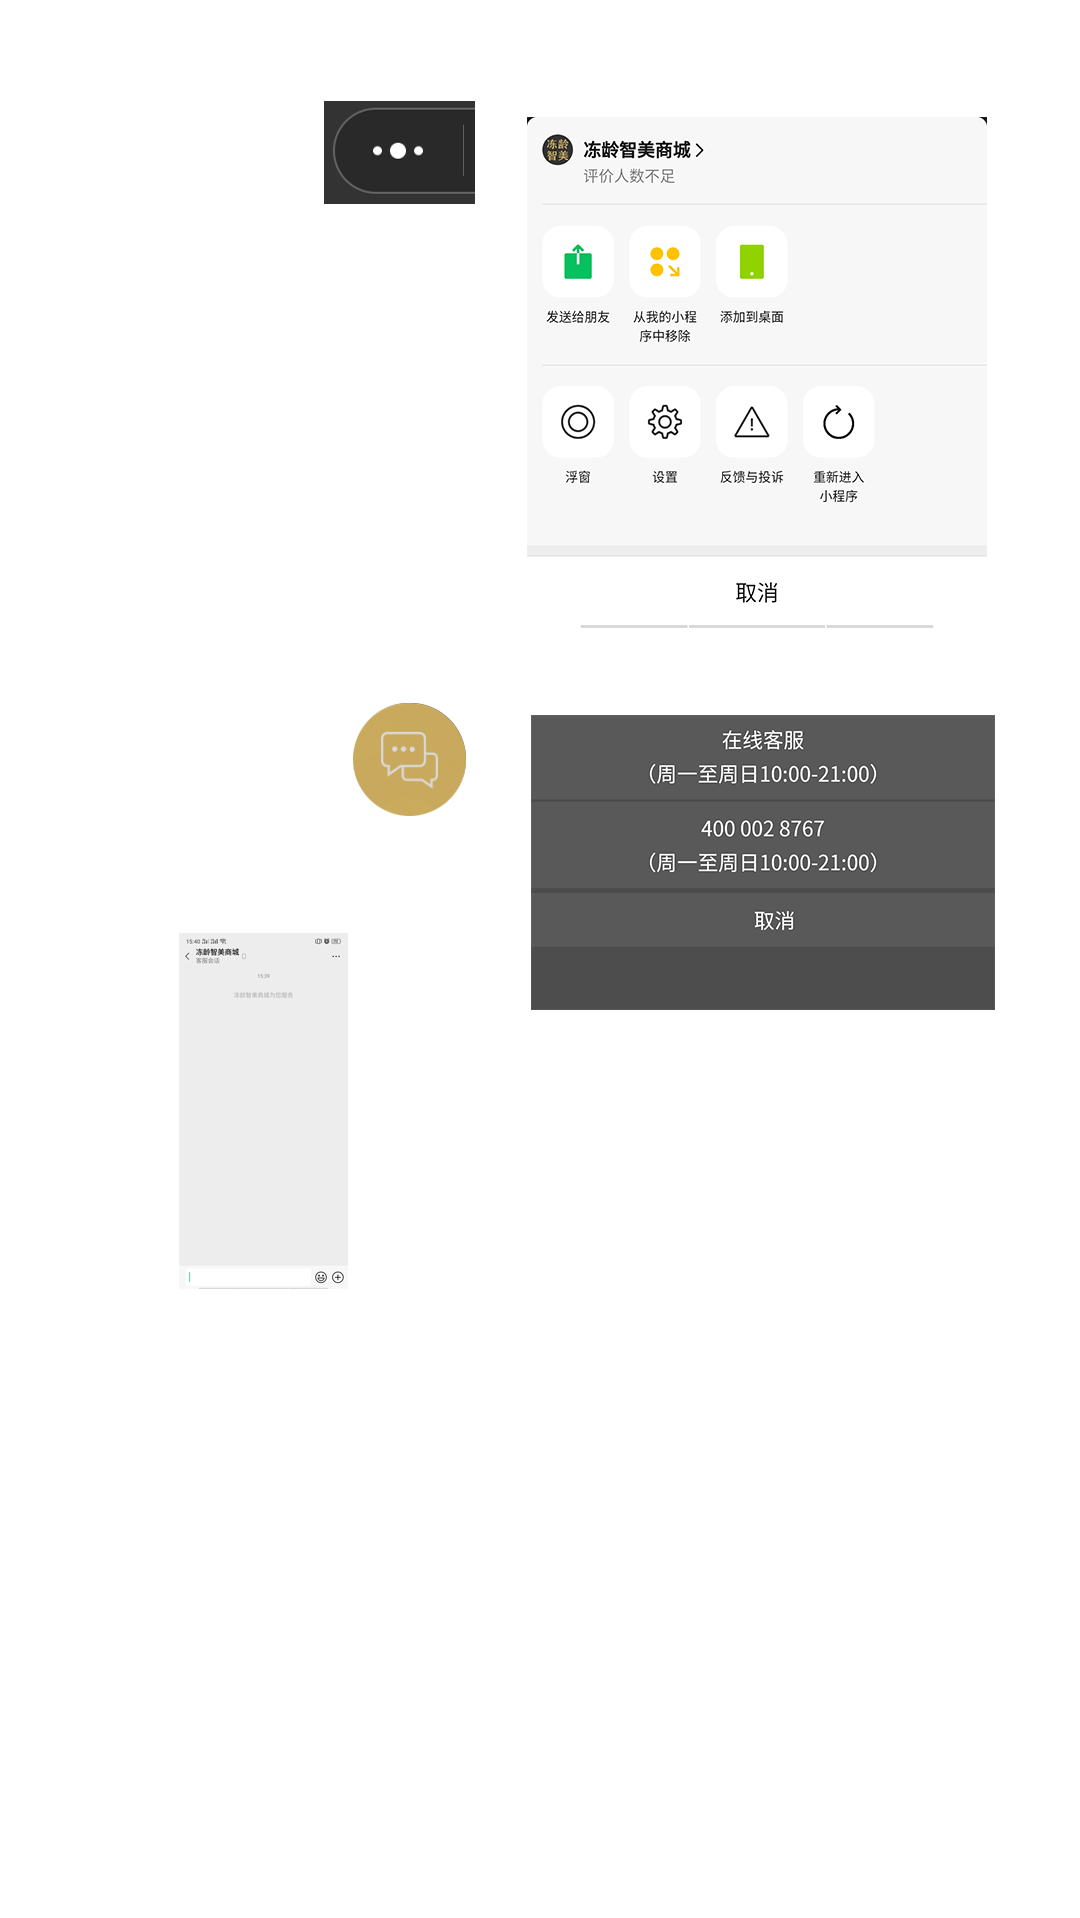 冻龄
智美
冻龄智美商城
评价人数不足
发送给朋友
从我的小程
序中移除
添加到桌面
浮窗
设置
反馈与投诉
重新进入
小程序
取消
在线客服
（周一至周日10:00-21:00）
400 002 8767
（周一至周日10:00-21:00）
取消
15:40
冻龄智美商城
客服会话
15:39
冻龄智美商城为您服务